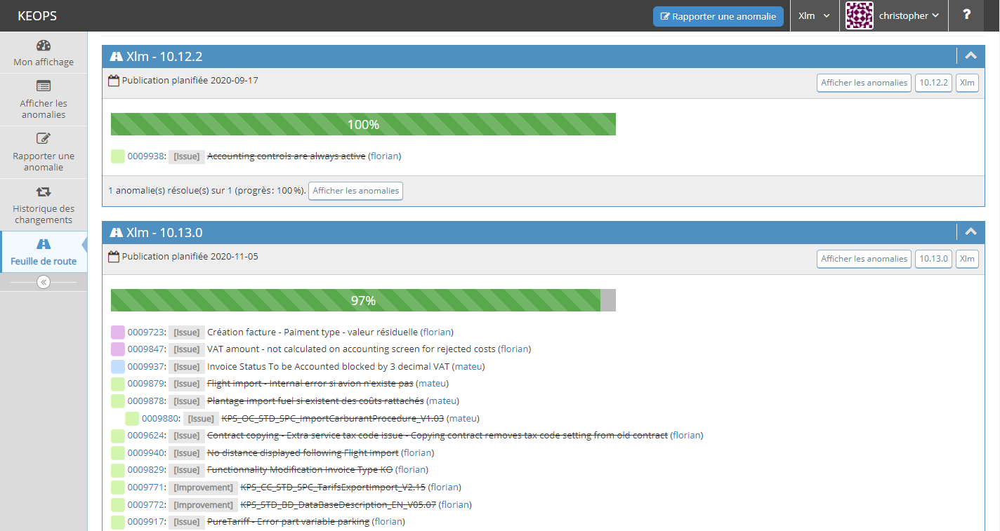 KEOPS
Rapporter une anomalie
Xlm
christopher
?
Mon affichage
Afficher les
anomalies
Rapporter une
anomalie
Historique des
changements
Feuille de route
Xlm - 10.12.2
Publication planifiée 2020-09-17
Afficher les anomalies 10.12.2 Xlm
100%
0009938: [Issue] Accounting controls are always active (florian)
1 anomalie(s) résolue(s) sur 1 (progrès : 100 %). Afficher les anomalies
Xlm - 10.13.0
Publication planifiée 2020-11-05
Afficher les anomalies 10.13.0 Xlm
97%
0009723: [Issue] Création facture - Paiment type - valeur résiduelle (florian)
0009847: [Issue] VAT amount - not calculated on accounting screen for rejected costs (florian)
0009937: [Issue] Invoice Status To be Accounted blocked by 3 decimal VAT (mateu)
0009879: [Issue] Flight import - Internal error si avion n'existe pas (mateu)
0009878: [Issue] Plantage import fuel si existent des coûts rattachés (mateu)
0009880: [Issue] KPS_OC_STD_SPC_ImportCarburantProcedure_V1.03 (mateu)
0009624: [Issue] Contract copying - Extra service tax code issue - Copying contract removes tax code setting from old contract (florian)
0009940: [Issue] No distance displayed following Flight Import (florian)
0009829: [Issue] Functionnality Modification Invoice Type KO (florian)
0009771: [Improvement] KPS_CC_STD_SPC_TarifsExportImport_V2.15 (florian)
0009772: [Improvement] KPS_STD_BD_DataBaseDescription_EN_V05.07 (florian)
0009917: [Issue] PureTariff - Error part variable parking (florian)